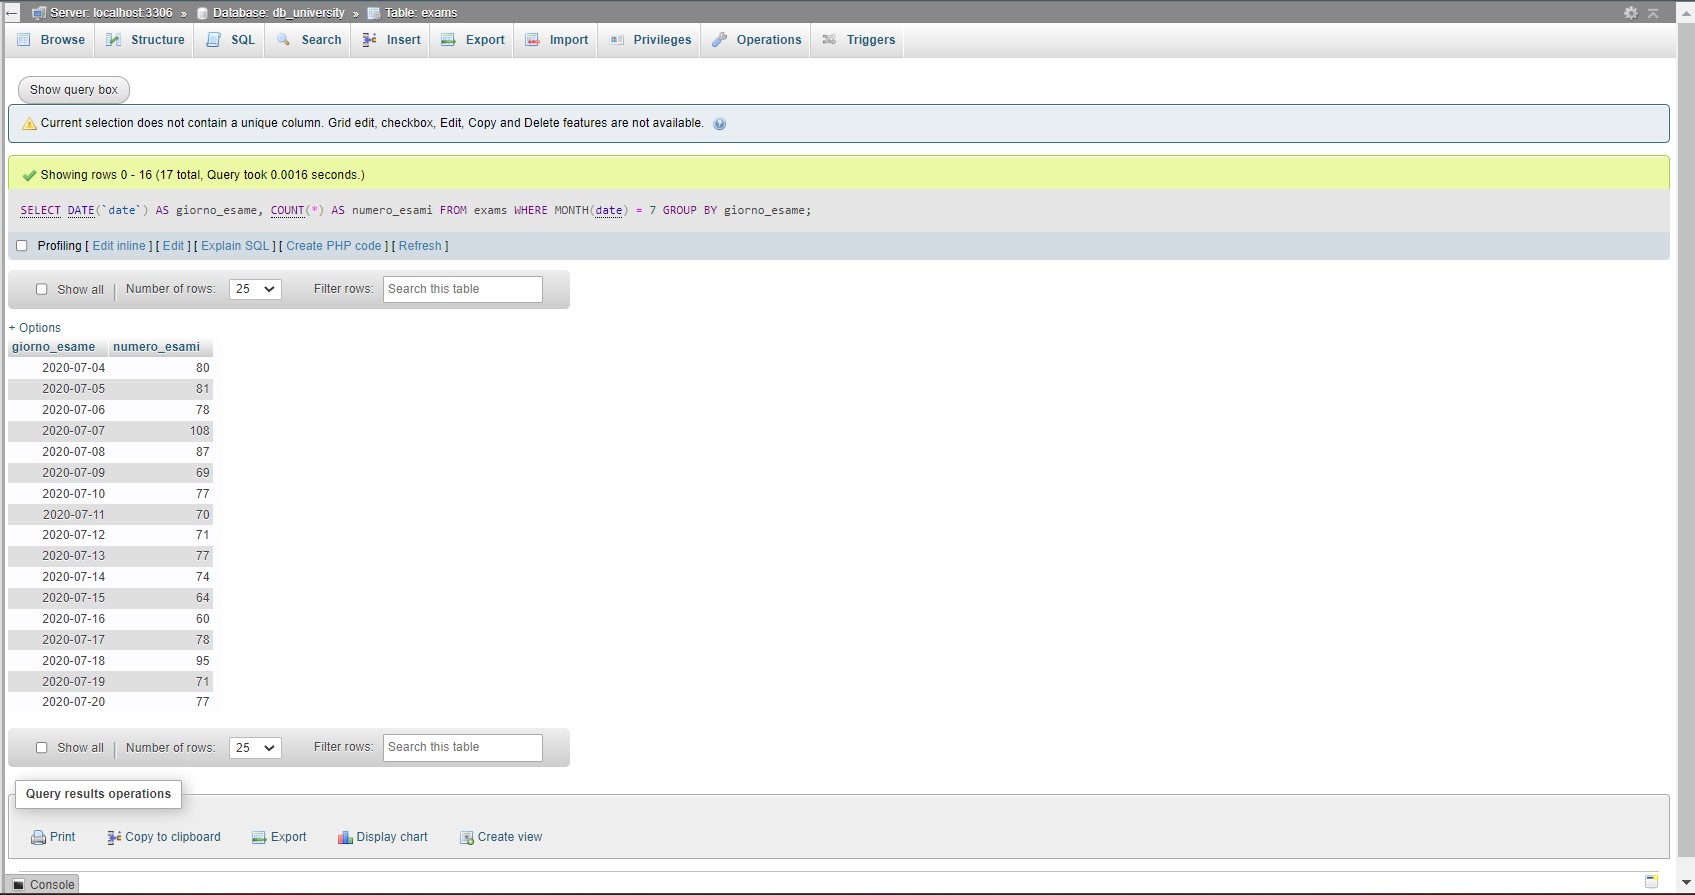 Server: localhost:3306 » Database: db_university » Table: exams
Browse Structure SQL Search Insert Export Import Privileges Operations Triggers
Show query box
Current selection does not contain a unique column. Grid edit, checkbox, Edit, Copy and Delete features are not available.
Showing rows 0 - 16 (17 total, Query took 0.0016 seconds.)
SELECT DATE(`date`) AS giorno_esame, COUNT(*) AS numero_esami FROM exams WHERE MONTH(date) = 7 GROUP BY giorno_esame;
Profiling [ Edit inline ] [ Edit ] [ Explain SQL ] [ Create PHP code ] [ Refresh ]
Show all | Number of rows: 25 Filter rows: Search this table
+ Options
giorno_esame numero_esami
2020-07-04 80
2020-07-05 81
2020-07-06 78
2020-07-07 108
2020-07-08 87
2020-07-09 69
2020-07-10 77
2020-07-11 70
2020-07-12 71
2020-07-13 77
2020-07-14 74
2020-07-15 64
2020-07-16 60
2020-07-17 78
2020-07-18 95
2020-07-19 71
2020-07-20 77
Show all | Number of rows: 25 Filter rows: Search this table
Query results operations
Print Copy to clipboard Export Display chart Create view
Console